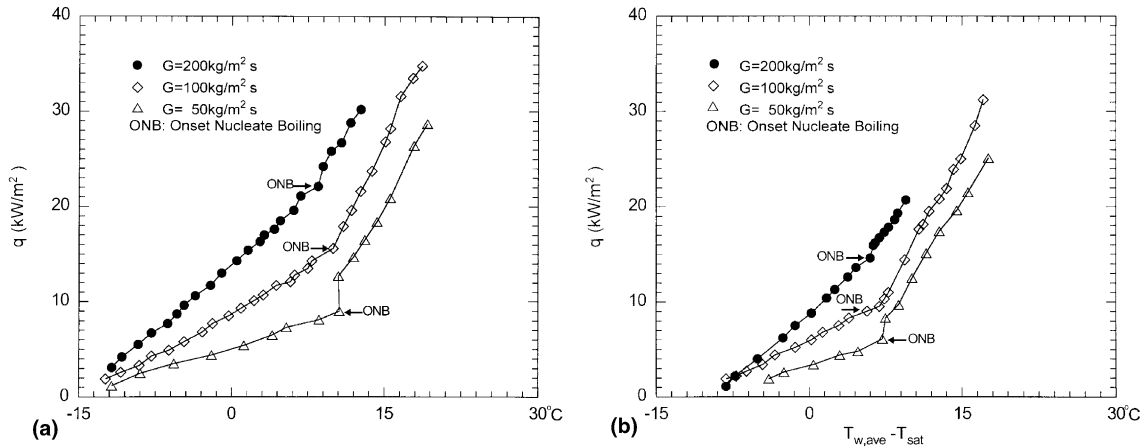 40
30
20
10
0
q (kW/m²)
G=200kg/m² s
G=100kg/m² s
G= 50kg/m² s
ONB: Onset Nucleate Boiling
ONB
ONB
ONB
-15
0
15
30°C
(a)
40
30
20
10
0
q (kW/m²)
G=200kg/m² s
G=100kg/m² s
G= 50kg/m² s
ONB: Onset Nucleate Boiling
ONB
ONB
ONB
-15
0
15
30°C
(b)
T_w,ave -T_sat